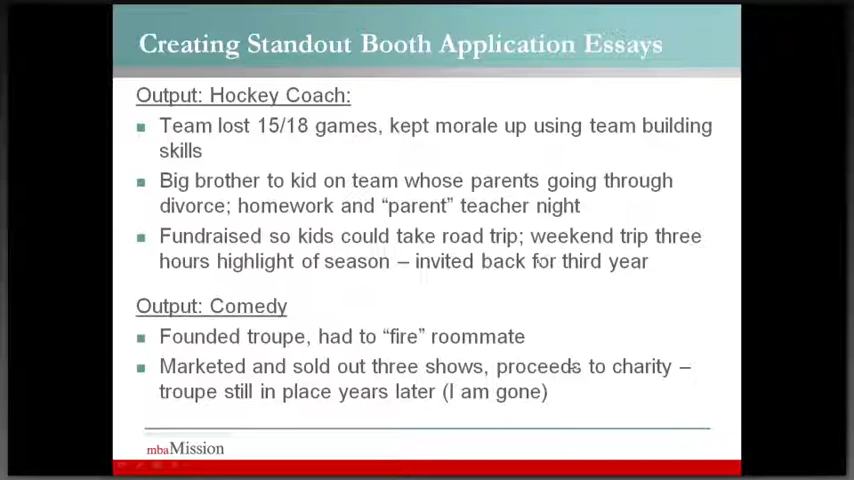 Creating Standout Booth Application Essays
Output: Hockey Coach:
Team lost 15/18 games, kept morale up using team building
skills
Big brother to kid on team whose parents going through
divorce; homework and “parent” teacher night
Fundraised so kids could take road trip; weekend trip three
hours highlight of season – invited back for third year
Output: Comedy
Founded troupe, had to “fire” roommate
Marketed and sold out three shows, proceeds to charity –
troupe still in place years later (I am gone)
mbaMission